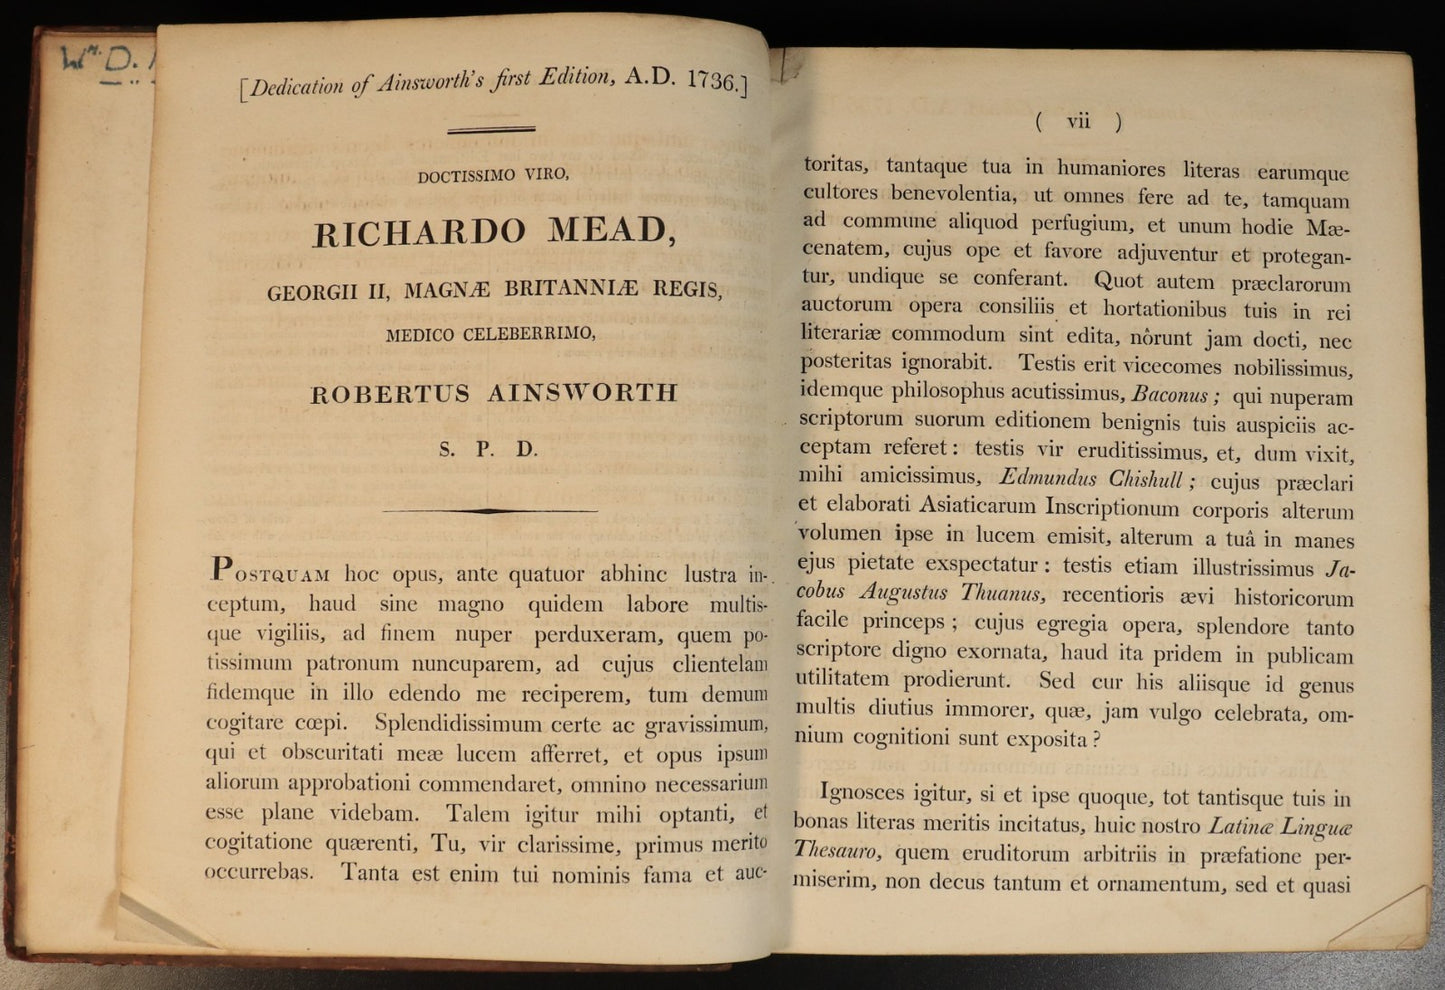 Wm. D.
[Dedication of Ainsworth's first Edition, A.D. 1736.]
DOCTISSIMO VIRO,
RICHARDO MEAD,
GEORGII II, MAGNÆ BRITANNIÆ REGIS,
MEDICO CELEBERRIMO,
ROBERTUS AINSWORTH
S. P. D.
POSTQUAM hoc opus, ante quatuor abhinc lustra in-
ceptum, haud sine magno quidem labore multis-
que vigiliis, ad finem nuper perduxeram, quem po-
tissimum patronum nuncuparem, ad cujus clientelam
fidemque in illo edendo me reciperem, tum demum
cogitare cœpi. Splendidissimum certe ac gravissimum,
qui et obscuritati meæ lucem afferret, et opus ipsum
aliorum approbationi commendaret, omnino necessarium
esse plane videbam. Talem igitur mihi optanti, et
cogitatione quærenti, Tu, vir clarissime, primus merito
occurrebas. Tanta est enim tui nominis fama et auc-
( vii )
toritas, tantaque tua in humaniores literas earumque
cultores benevolentia, ut omnes fere ad te, tamquam
ad commune aliquod perfugium, et unum hodie Mæ-
cenatem, cujus ope et favore adjuventur et protegan-
tur, undique se conferant. Quot autem præclarorum
auctorum opera consiliis et hortationibus tuis in rei
literariæ commodum sint edita, nôrunt jam docti, nec
posteritas ignorabit. Testis erit vicecomes nobilissimus,
idemque philosophus acutissimus, Baconus; qui nuperam
scriptorum suorum editionem benignis tuis auspiciis ac-
ceptam referet: testis vir eruditissimus, et, dum vixit,
mihi amicissimus, Edmundus Chishull; cujus præclari
et elaborati Asiaticarum Inscriptionum corporis alterum
volumen ipse in lucem emisit, alterum a tuâ in manes
ejus pietate exspectatur: testis etiam illustrissimus Ja-
cobus Augustus Thuanus, recentioris ævi historicorum
facile princeps; cujus egregia opera, splendore tanto
scriptore digno exornata, haud ita pridem in publicam
utilitatem prodierunt. Sed cur his aliisque id genus
multis diutius immorer, quæ, jam vulgo celebrata, om-
nium cognitioni sunt exposita?
Ignosces igitur, si et ipse quoque, tot tantisque tuis in
bonas literas meritis incitatus, huic nostro Latinæ Linguæ
Thesauro, quem eruditorum arbitriis in præfatione per-
miserim, non decus tantum et ornamentum, sed et quasi